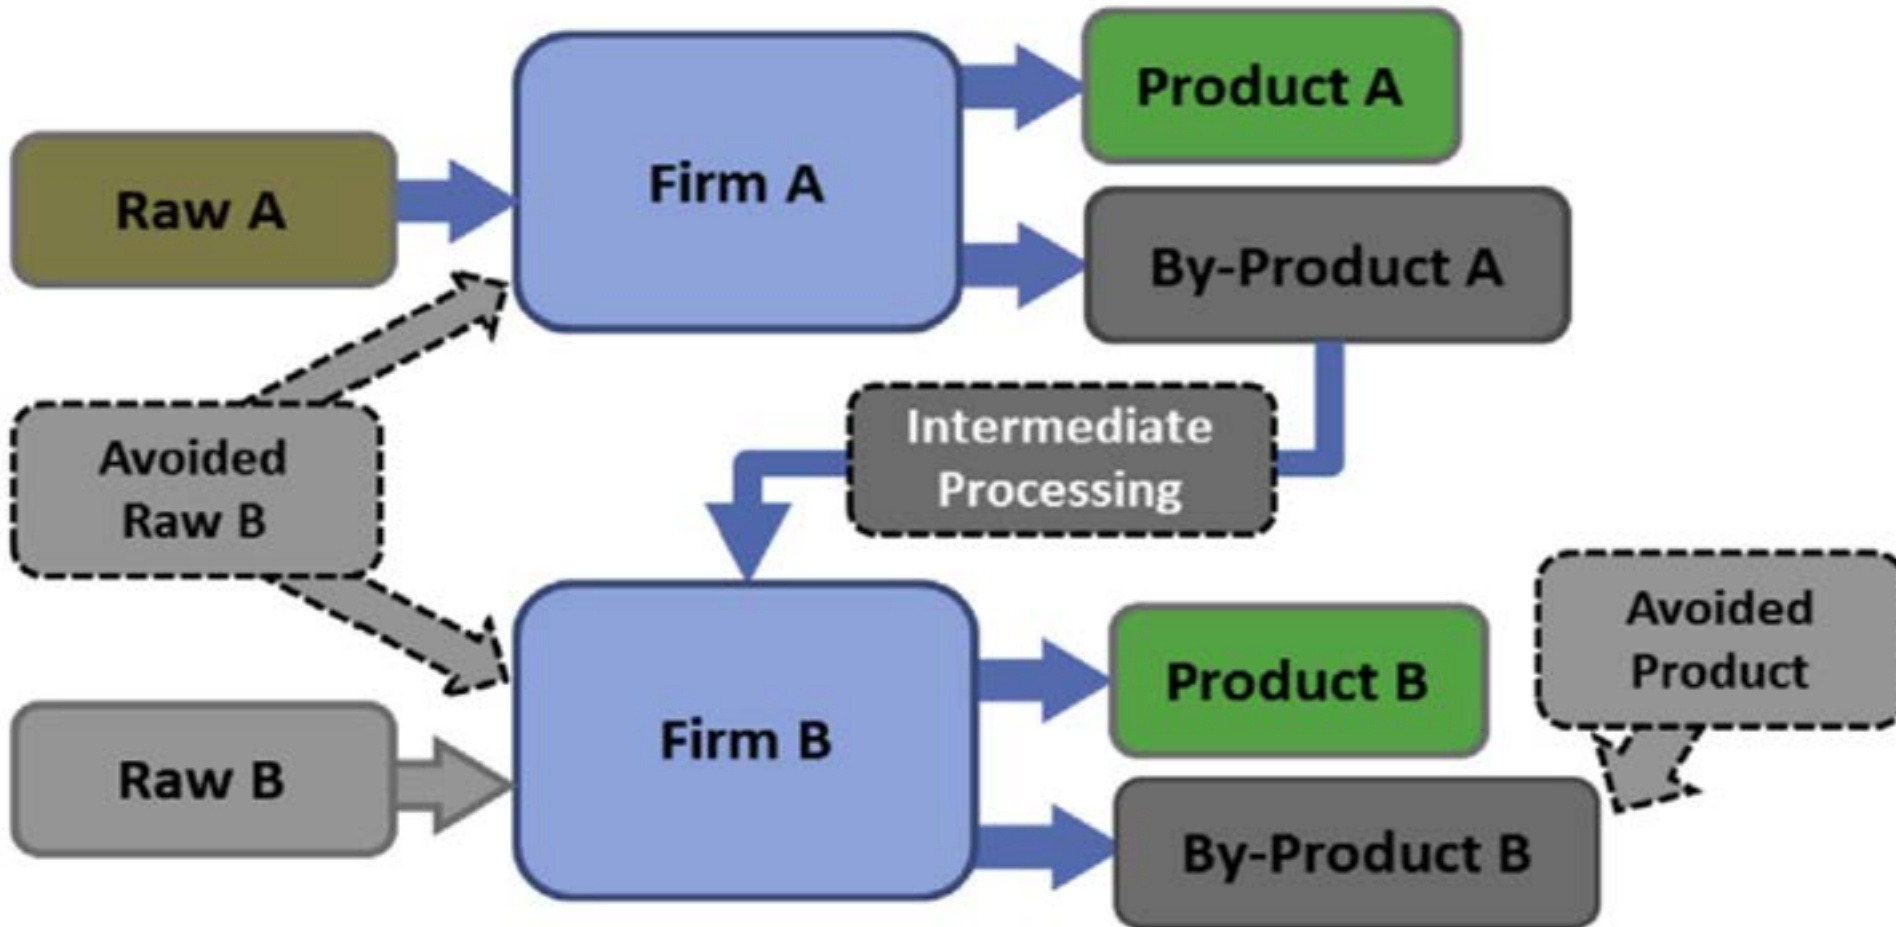 Product A
Firm A
Raw A
By-Product A
Intermediate
Processing
Avoided
Raw B
Avoided
Product
Product B
Firm B
Raw B
By-Product B